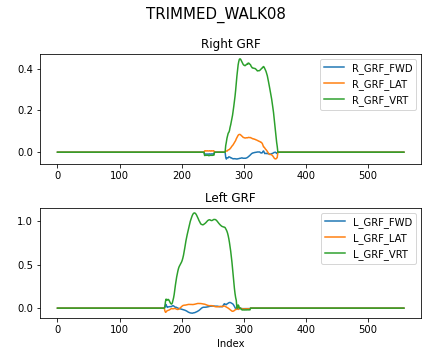 TRIMMED_WALK08
Right GRF
0.4
0.2
0.0
R_GRF_FWD
R_GRF_LAT
R_GRF_VRT
0 100 200 300 400 500
Left GRF
1.0
0.5
0.0
L_GRF_FWD
L_GRF_LAT
L_GRF_VRT
0 100 200 300 400 500
Index